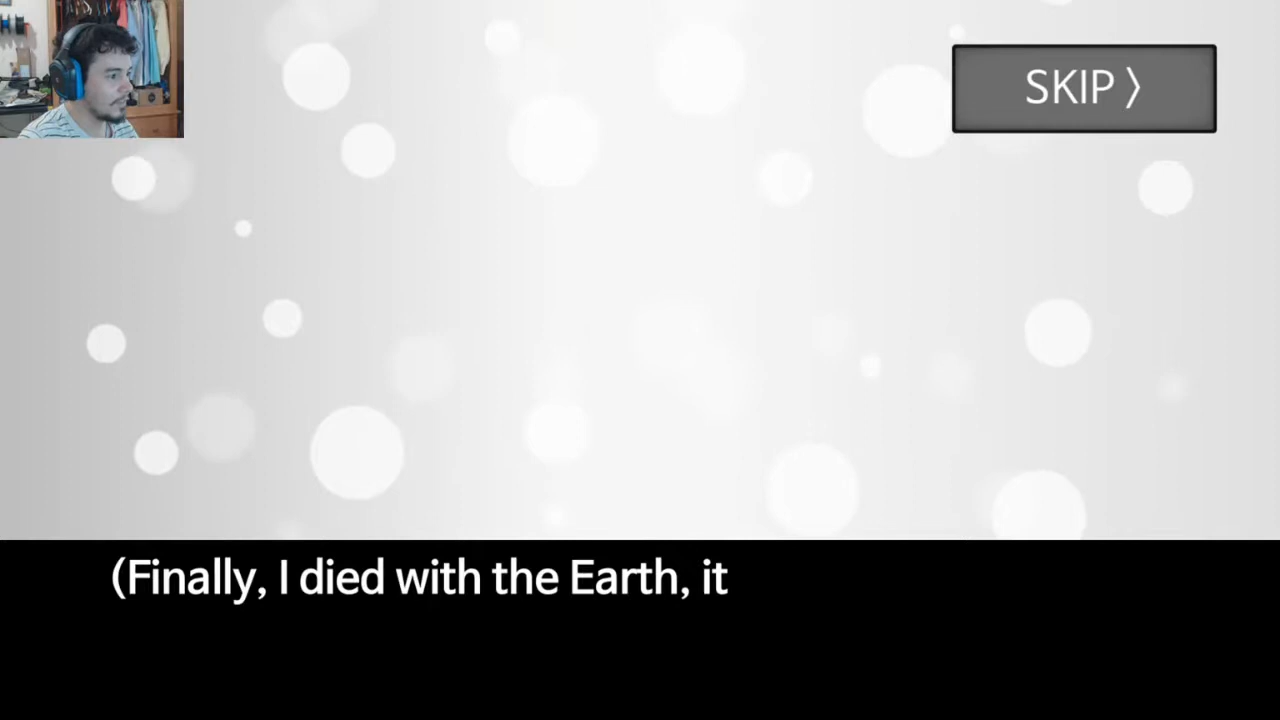 SKIP 〉
(Finally, I died with the Earth, it